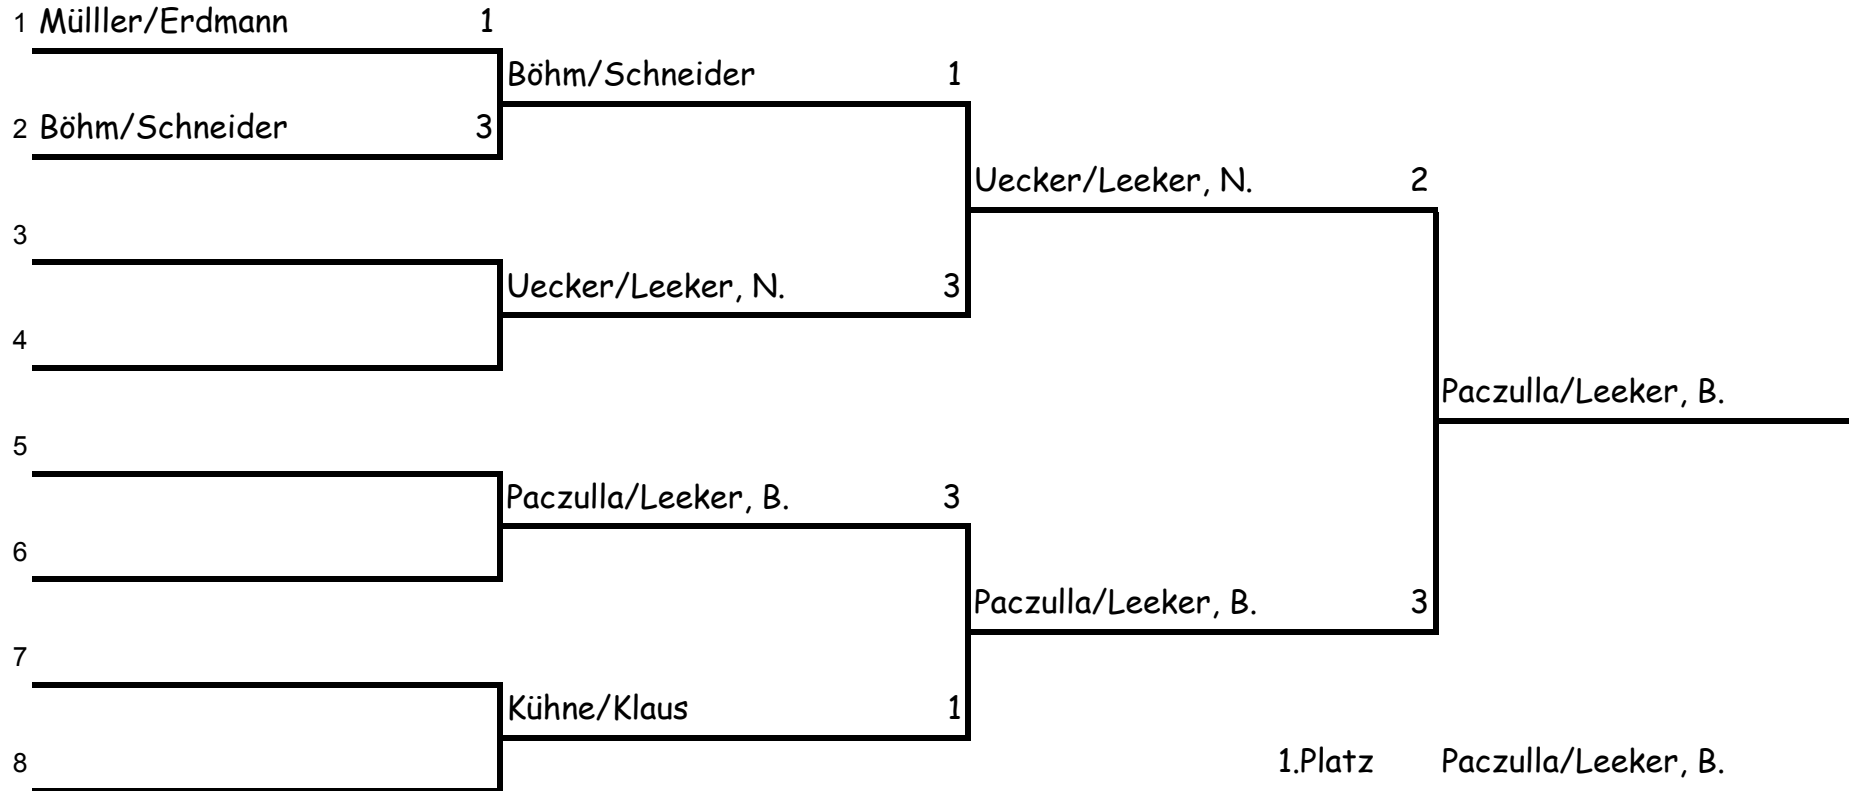 1 Mülller/Erdmann 1
Böhm/Schneider 1
2 Böhm/Schneider 3
Uecker/Leeker, N. 2
3
Uecker/Leeker, N. 3
4
Paczulla/Leeker, B.
5
Paczulla/Leeker, B. 3
6
Paczulla/Leeker, B. 3
7
Kühne/Klaus 1
8 1.Platz Paczulla/Leeker, B.